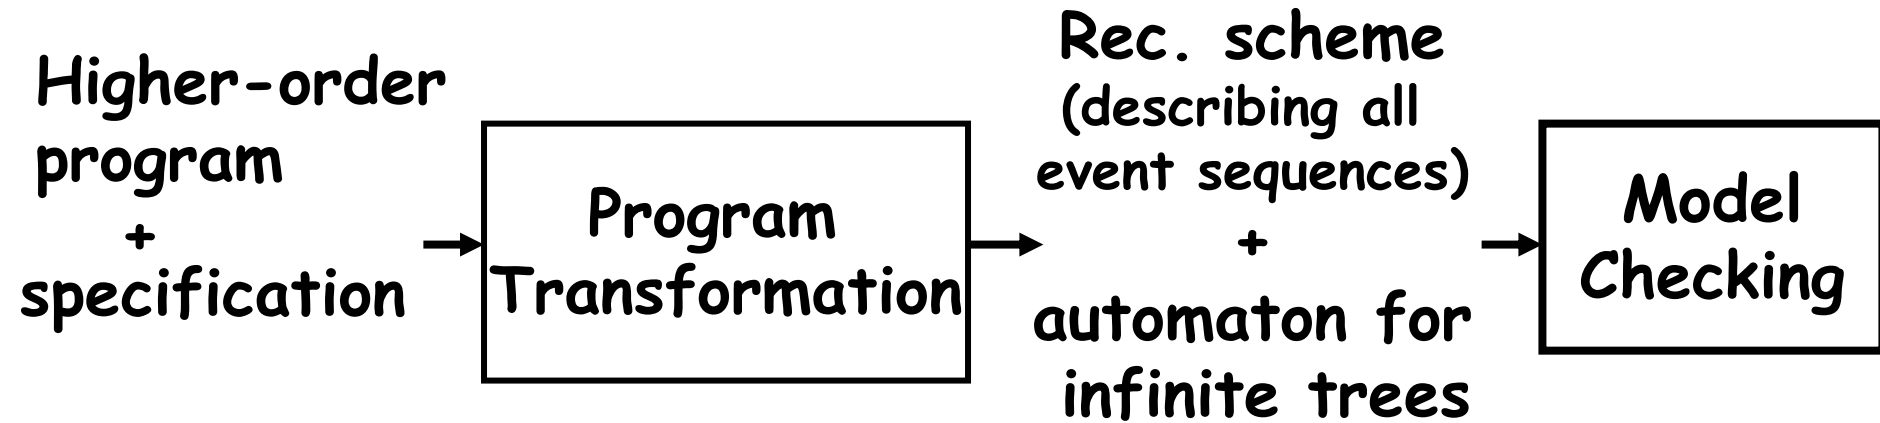 Higher-order
program
+
specification
Program
Transformation
Rec. scheme
(describing all
event sequences)
+
automaton for
infinite trees
Model
Checking